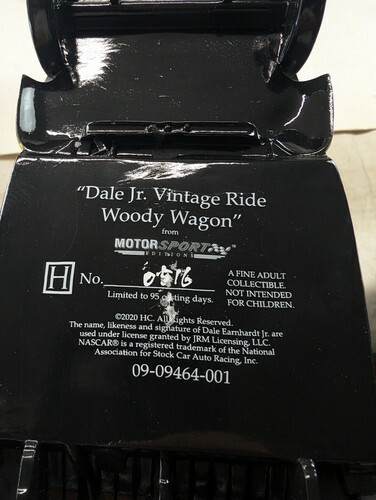 "Dale Jr. Vintage Ride
Woody Wagon"
from
MOTORSPORT
EDITIONS
H No. 0516
A FINE ADULT
COLLECTIBLE.
NOT INTENDED
FOR CHILDREN.
Limited to 95 casting days.
©2020 HC. All Rights Reserved.
The name, likeness and signature of Dale Earnhardt Jr. are
used under license granted by JRM Licensing, LLC.
NASCAR® is a registered trademark of the National
Association for Stock Car Auto Racing, Inc.
09-09464-001